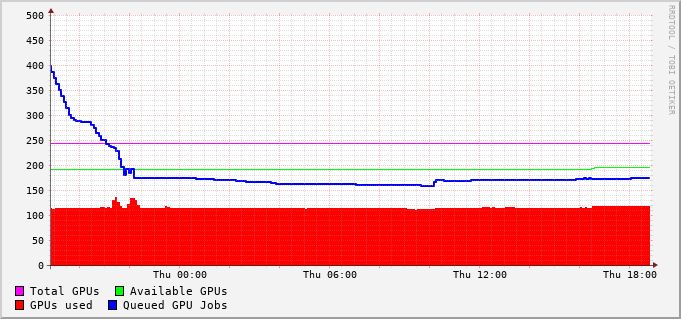 500
450
400
350
300
250
200
150
100
50
0
Thu 00:00 Thu 06:00 Thu 12:00 Thu 18:00
Total GPUs Available GPUs
GPUs used Queued GPU Jobs
RRDTOOL / TOBI OETIKER